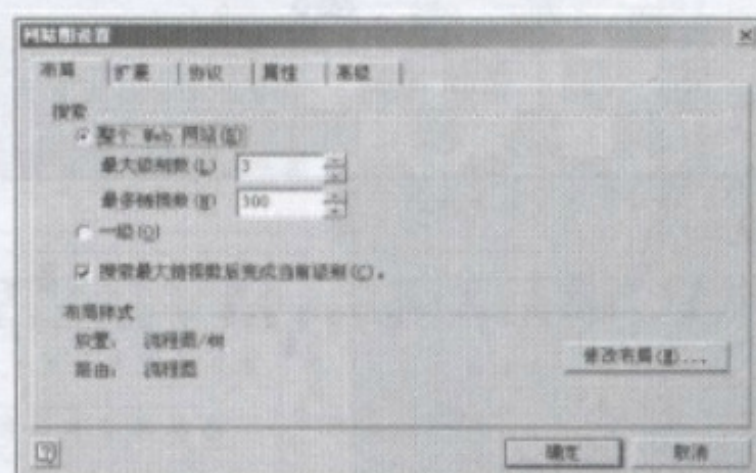 网站图设置
布局 扩展 协议 属性 高级
搜索
整个 Web 网站(E)
最大级别数(L) 3
最多链接数(N) 300
一级(O)
搜索最大链接数后完成当前级别(C)。
布局样式
放置： 流程图/树
路由： 流程图
修改布局(M)...
确定 取消